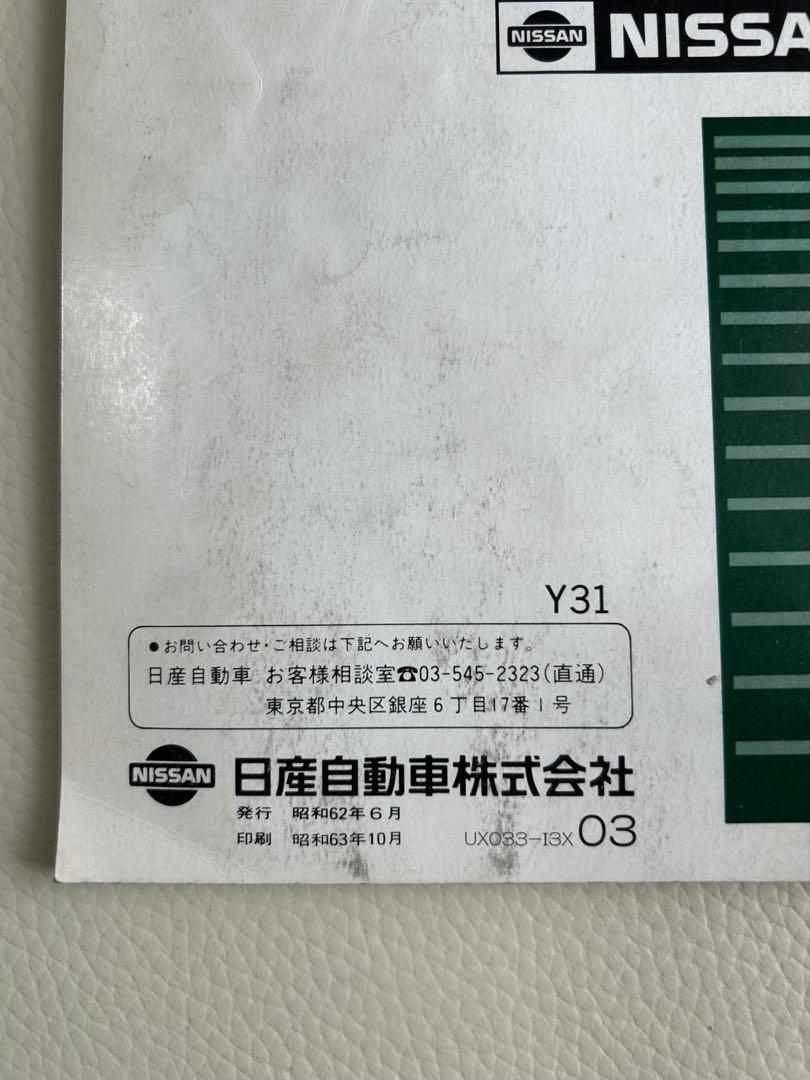 NISSAN NISSA
Y31
●お問い合わせ・ご相談は下記へお願いいたします。
日産自動車 お客様相談室☎03-545-2323(直通)
東京都中央区銀座6丁目17番1号
NISSAN 日産自動車株式会社
発行 昭和62年6月
印刷 昭和63年10月 UX033-I3X 03